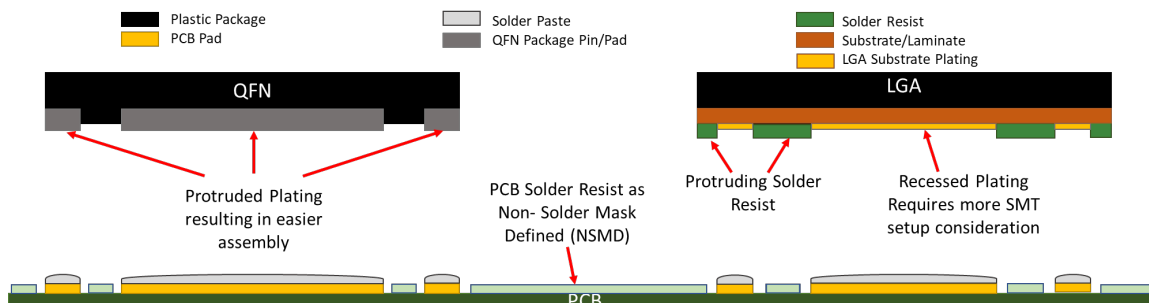 Plastic Package
PCB Pad
Solder Paste
QFN Package Pin/Pad
Solder Resist
Substrate/Laminate
LGA Substrate Plating
QFN
LGA
Protruded Plating
resulting in easier
assembly
PCB Solder Resist as
Non- Solder Mask
Defined (NSMD)
Protruding Solder
Resist
Recessed Plating
Requires more SMT
setup consideration
PCB